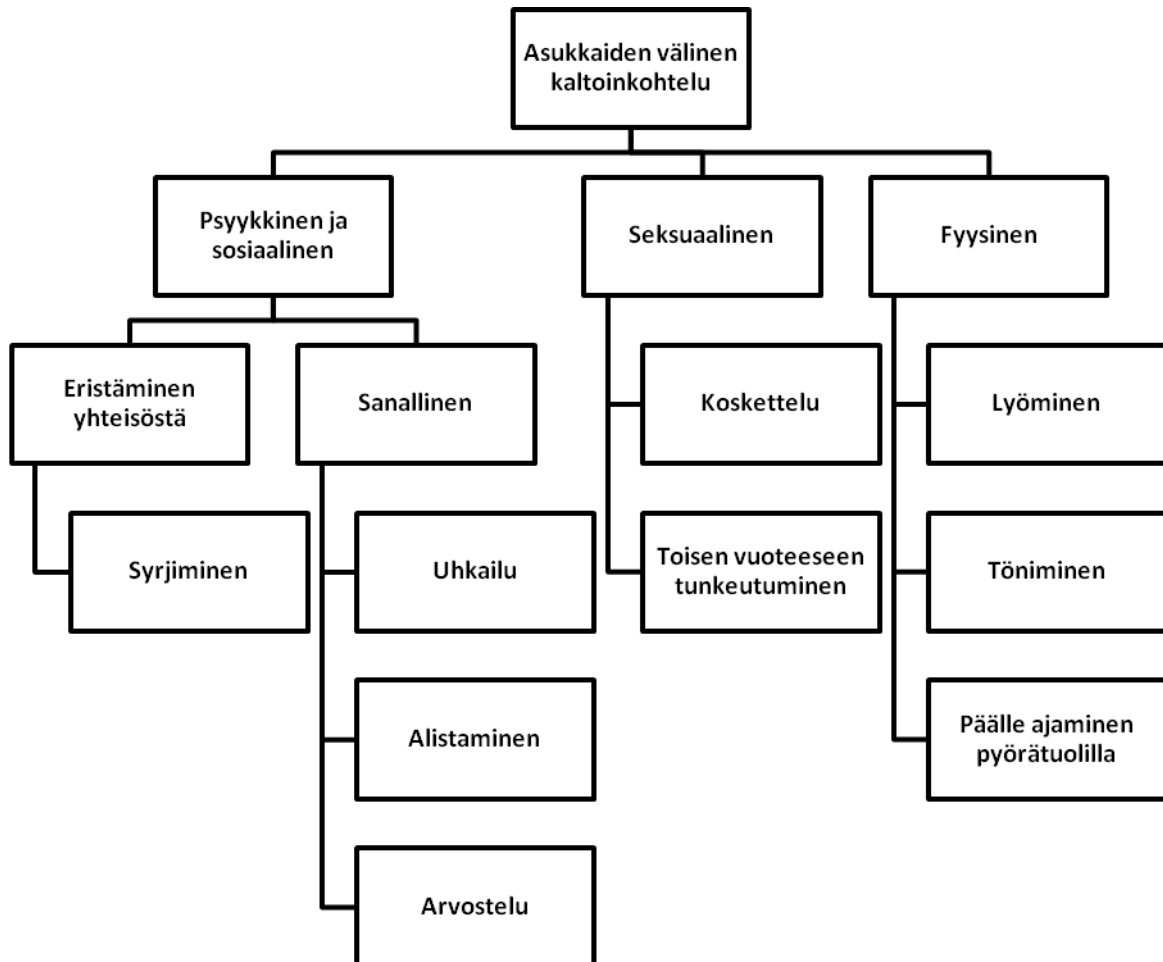 Asukkaiden välinen
kaltoinkohtelu
Psyykkinen ja
sosiaalinen
Seksuaalinen
Fyysinen
Eristäminen
yhteisöstä
Sanallinen
Koskettelu
Lyöminen
Syrjiminen
Uhkailu
Toisen vuoteeseen
tunkeutuminen
Töniminen
Alistaminen
Päälle ajaminen
pyörätuolilla
Arvostelu